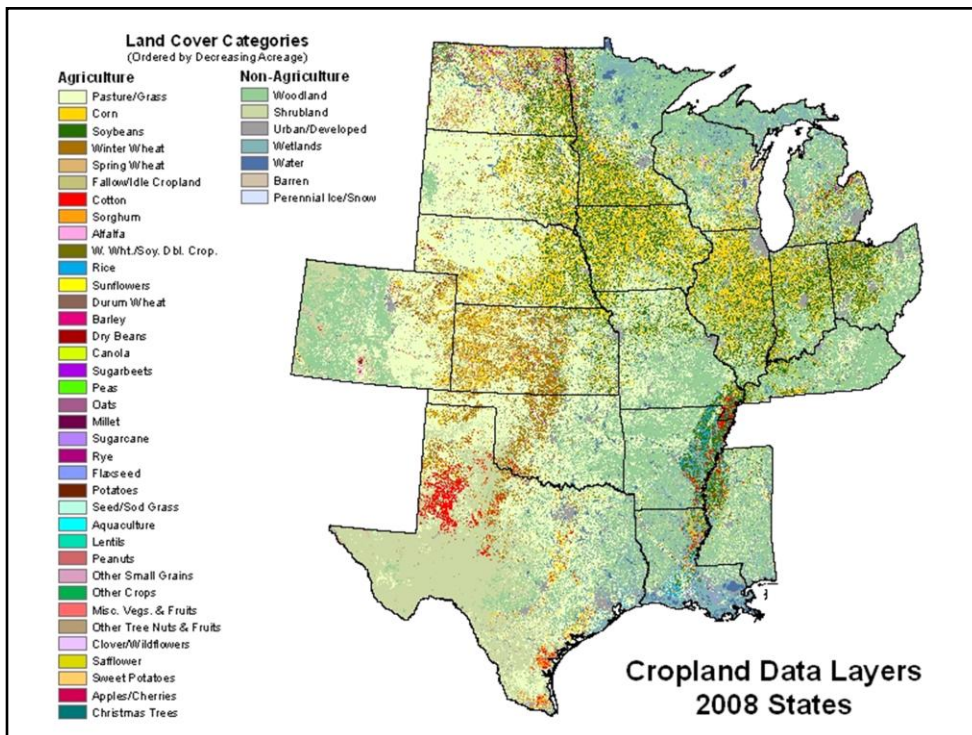 Land Cover Categories
(Ordered by Decreasing Acreage)
Agriculture
Pasture/Grass
Corn
Soybeans
Winter Wheat
Spring Wheat
Fallow/Idle Cropland
Cotton
Sorghum
Alfalfa
W. Wht./Soy. Dbl. Crop.
Rice
Sunflowers
Durum Wheat
Barley
Dry Beans
Canola
Sugarbeets
Peas
Oats
Millet
Sugarcane
Rye
Flaxseed
Potatoes
Seed/Sod Grass
Aquaculture
Lentils
Peanuts
Other Small Grains
Other Crops
Misc. Vegs. & Fruits
Other Tree Nuts & Fruits
Clover/Wildflowers
Safflower
Sweet Potatoes
Apples/Cherries
Christmas Trees
Non-Agriculture
Woodland
Shrubland
Urban/Developed
Wetlands
Water
Barren
Perennial Ice/Snow
Cropland Data Layers
2008 States